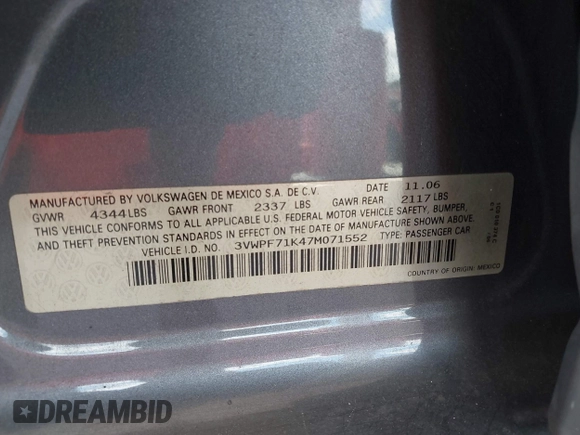 MANUFACTURED BY VOLKSWAGEN DE MEXICO S.A. DE C.V. DATE 11.06
GVWR 4344LBS GAWR FRONT 2337 LBS GAWR REAR 2117LBS
THIS VEHICLE CONFORMS TO ALL APPLICABLE U.S. FEDERAL MOTOR VEHICLE SAFETY, BUMPER,
AND THEFT PREVENTION STANDARDS IN EFFECT ON THE DATE OF MANUFACTURE SHOWN ABOVE.
VEHICLE I.D. NO. 3VWPF71K47M071552 TYPE: PASSENGER CAR
COUNTRY OF ORIGIN: MEXICO
DREAMBID